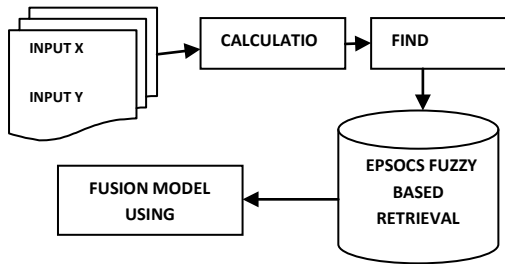 INPUT X
INPUT Y
CALCULATIO
FIND
EPSOCS FUZZY
BASED
RETRIEVAL
FUSION MODEL
USING